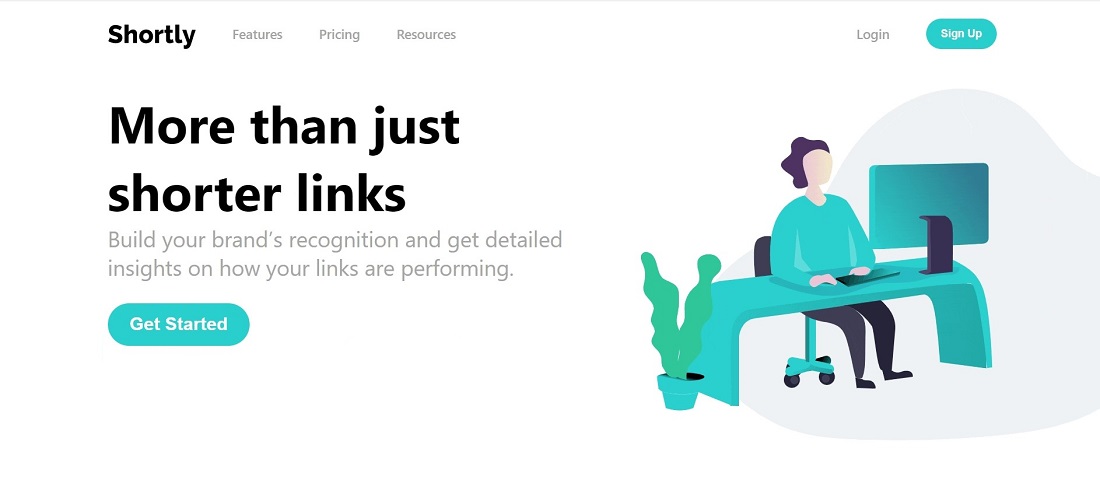 Shortly Features Pricing Resources Login Sign Up
More than just
shorter links
Build your brand’s recognition and get detailed
insights on how your links are performing.
Get Started